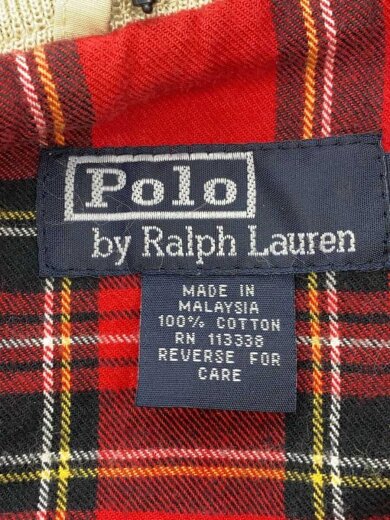 Polo
by Ralph Lauren
MADE IN
MALAYSIA
100% COTTON
RN 113338
REVERSE FOR
CARE